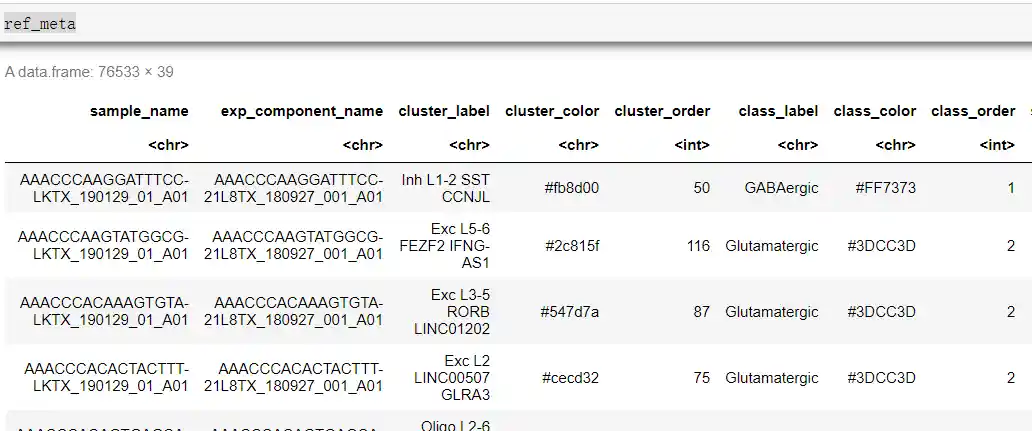 ref_meta
A data.frame: 76533 × 39
sample_name exp_component_name cluster_label cluster_color cluster_order class_label class_color class_order
<chr> <chr> <chr> <chr> <int> <chr> <chr> <int>
AAACCCAAGGATTTCC- AAACCCAAGGATTTCC- Inh L1-2 SST
LKTX_190129_01_A01 21L8TX_180927_001_A01 CCNJL #fb8d00 50 GABAergic #FF7373 1
Exc L5-6
AAACCCAAGTATGGCG- AAACCCAAGTATGGCG- FEZF2 IFNG- #2c815f 116 Glutamatergic #3DCC3D 2
LKTX_190129_01_A01 21L8TX_180927_001_A01 AS1
Exc L3-5
AAACCCACAAAGTGTA- AAACCCACAAAGTGTA- RORB #547d7a 87 Glutamatergic #3DCC3D 2
LKTX_190129_01_A01 21L8TX_180927_001_A01 LINC01202
Exc L2
AAACCCACACTACTTT- AAACCCACACTACTTT- LINC00507 #cecd32 75 Glutamatergic #3DCC3D 2
LKTX_190129_01_A01 21L8TX_180927_001_A01 GLRA3
Oligo L2-6